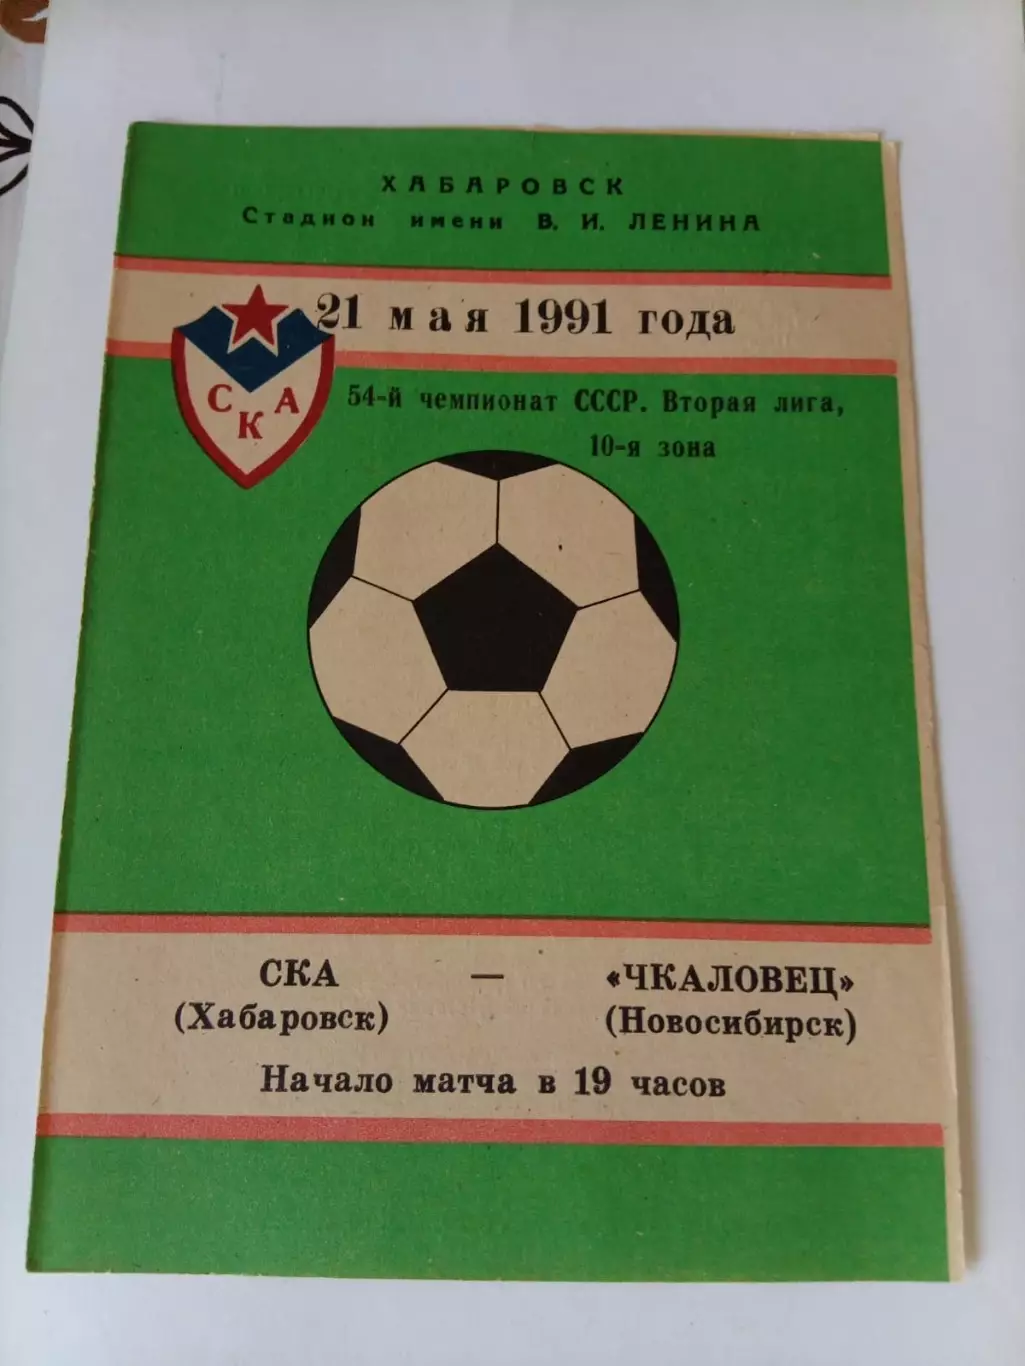 ХАБАРОВСК
Стадион имени В. И. ЛЕНИНА
21 мая 1991 года
СКА
54-й чемпионат СССР. Вторая лига,
10-я зона
СКА — «ЧКАЛОВЕЦ»
(Хабаровск) (Новосибирск)
Начало матча в 19 часов